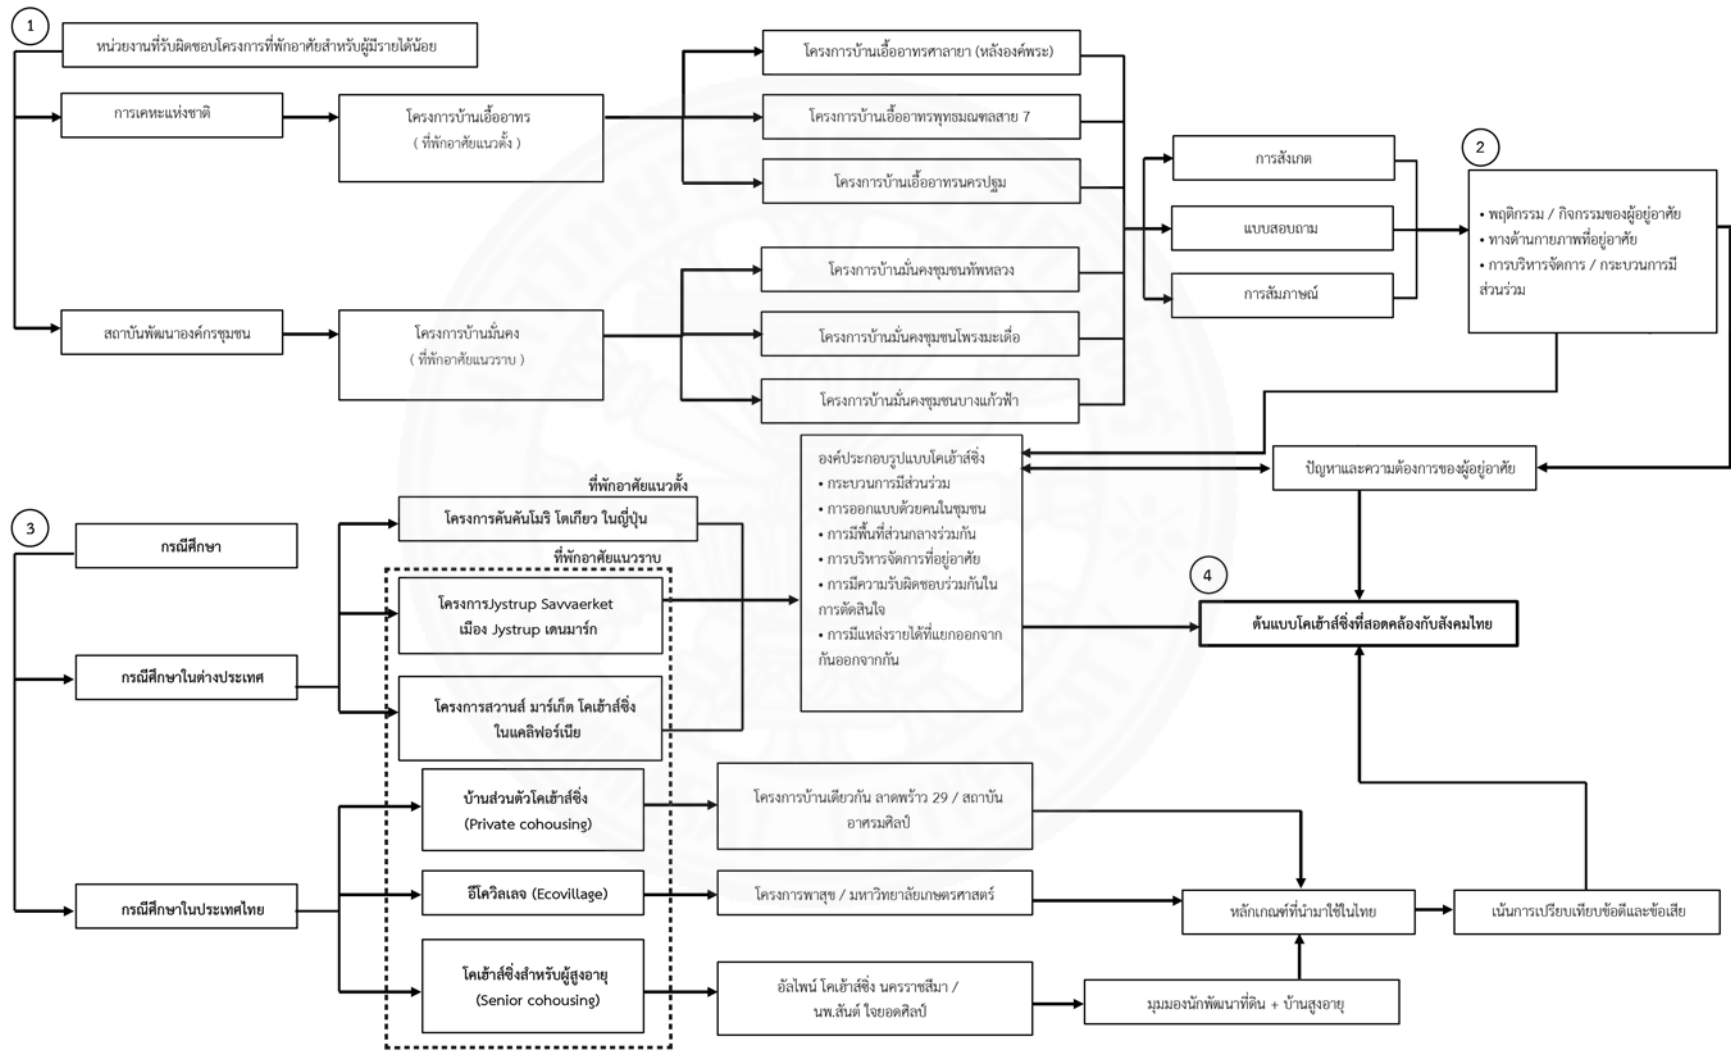 1
หน่วยงานที่รับผิดชอบโครงการที่พักอาศัยสำหรับผู้มีรายได้น้อย
การเคหะแห่งชาติ
โครงการบ้านเอื้ออาทร
( ที่พักอาศัยแนวตั้ง )
โครงการบ้านเอื้ออาทรศาลายา (หลังองค์พระ)
โครงการบ้านเอื้ออาทรพุทธมณฑลสาย 7
โครงการบ้านเอื้ออาทรนครปฐม
สถาบันพัฒนาองค์กรชุมชน
โครงการบ้านมั่นคง
( ที่พักอาศัยแนวราบ )
โครงการบ้านมั่นคงชุมชนทัพหลวง
โครงการบ้านมั่นคงชุมชนโพรงมะเดื่อ
โครงการบ้านมั่นคงชุมชนบางแก้วฟ้า
การสังเกต
แบบสอบถาม
การสัมภาษณ์
2
• พฤติกรรม / กิจกรรมของผู้อยู่อาศัย
• ทางด้านกายภาพที่อยู่อาศัย
• การบริหารจัดการ / กระบวนการมี
ส่วนร่วม
ปัญหาและความต้องการของผู้อยู่อาศัย
องค์ประกอบรูปแบบโคเฮ้าส์ซิ่ง
• กระบวนการมีส่วนร่วม
• การออกแบบด้วยคนในชุมชน
• การมีพื้นที่ส่วนกลางร่วมกัน
• การบริหารจัดการที่อยู่อาศัย
• การมีความรับผิดชอบร่วมกันใน
การตัดสินใจ
• การมีแหล่งรายได้ที่แยกออกจาก
กันออกจากกัน
3
กรณีศึกษา
กรณีศึกษาในต่างประเทศ
ที่พักอาศัยแนวตั้ง
โครงการคันคันโมริ โตเกียว ในญี่ปุ่น
ที่พักอาศัยแนวราบ
โครงการJystrup Savvaerket
เมือง Jystrup เดนมาร์ก
โครงการสวานส์ มาร์เก็ต โคเฮ้าส์ซิ่ง
ในแคลิฟอร์เนีย
4
ต้นแบบโคเฮ้าส์ซิ่งที่สอดคล้องกับสังคมไทย
กรณีศึกษาในประเทศไทย
บ้านส่วนตัวโคเฮ้าส์ซิ่ง
(Private cohousing)
โครงการบ้านเดียวกัน ลาดพร้าว 29 / สถาบัน
อาศรมศิลป์
อีโควิลเลจ (Ecovillage)
โครงการพาสุข / มหาวิทยาลัยเกษตรศาสตร์
หลักเกณฑ์ที่นำมาใช้ในไทย
เน้นการเปรียบเทียบข้อดีและข้อเสีย
โคเฮ้าส์ซิ่งสำหรับผู้สูงอายุ
(Senior cohousing)
อัลไพน์ โคเฮ้าส์ซิ่ง นครราชสีมา /
นพ.สันต์ ใจยอดศิลป์
มุมมองนักพัฒนาที่ดิน + บ้านสูงอายุ